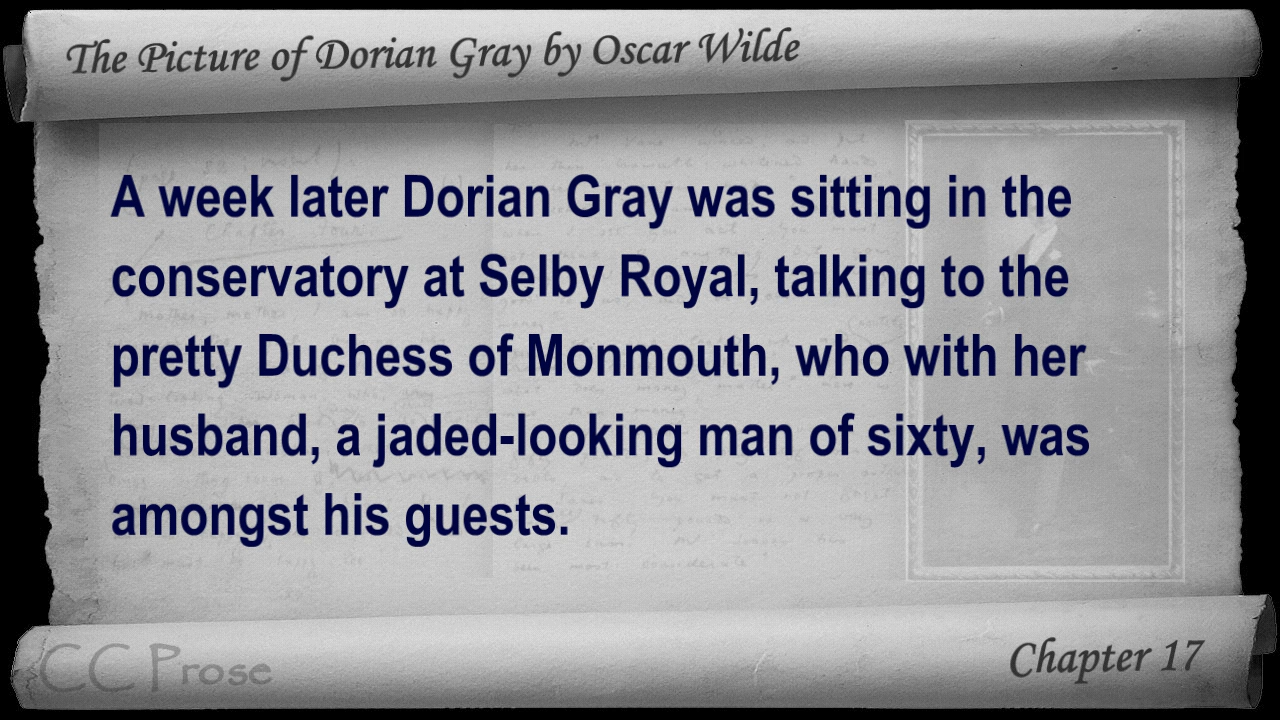 The Picture of Dorian Gray by Oscar Wilde
A week later Dorian Gray was sitting in the
conservatory at Selby Royal, talking to the
pretty Duchess of Monmouth, who with her
husband, a jaded-looking man of sixty, was
amongst his guests.
CC Prose
Chapter 17